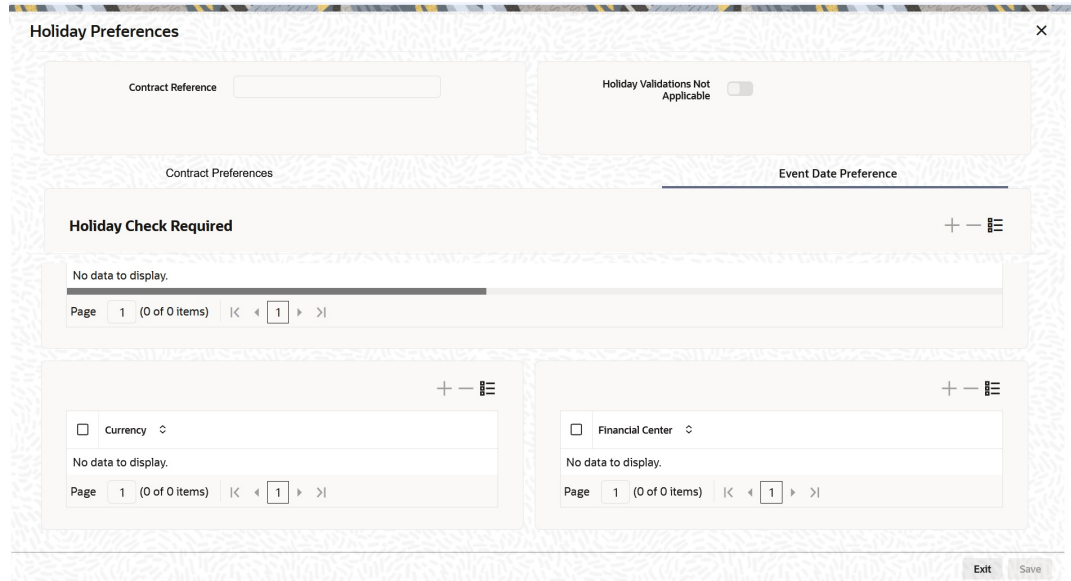 Holiday Preferences
Contract Reference
Holiday Validations Not
Applicable
Contract Preferences
Event Date Preference
Holiday Check Required
No data to display.
Page 1 (0 of 0 items) 1
Currency
No data to display.
Page 1 (0 of 0 items) 1
Financial Center
No data to display.
Page 1 (0 of 0 items) 1
Exit Save